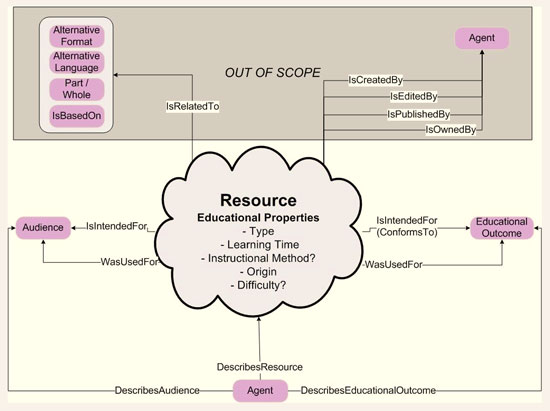 Alternative
Format
Alternative
Language
Part /
Whole
IsBasedOn
OUT OF SCOPE
Agent
IsRelatedTo
IsCreatedBy
IsEditedBy
IsPublishedBy
IsOwnedBy
Resource
Educational Properties
- Type
- Learning Time
- Instructional Method?
- Origin
- Difficulty?
Audience
IsIntendedFor
WasUsedFor
IsIntendedFor
(ConformsTo)
Educational
Outcome
WasUsedFor
DescribesResource
DescribesAudience
Agent
DescribesEducationalOutcome